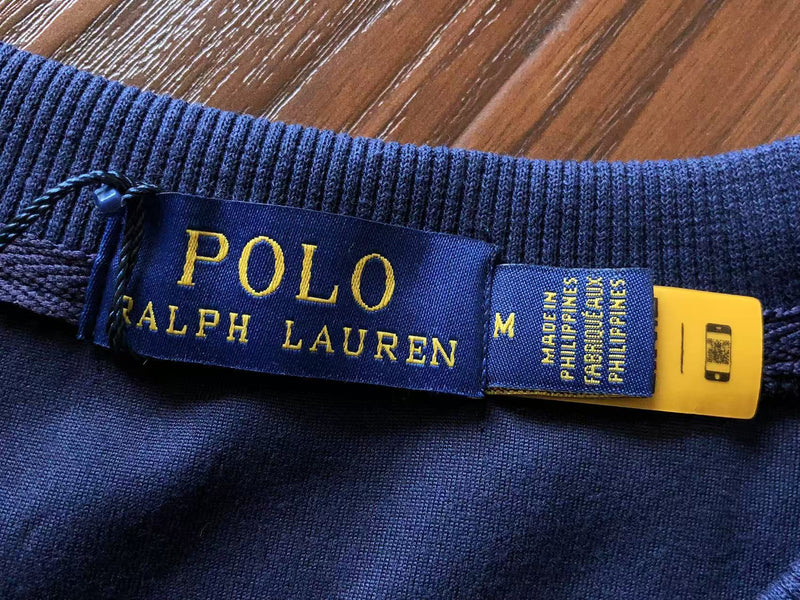 POLO
RALPH LAUREN
M
MADE IN
PHILIPPINES
FABRIQUÉ AUX
PHILIPPINES